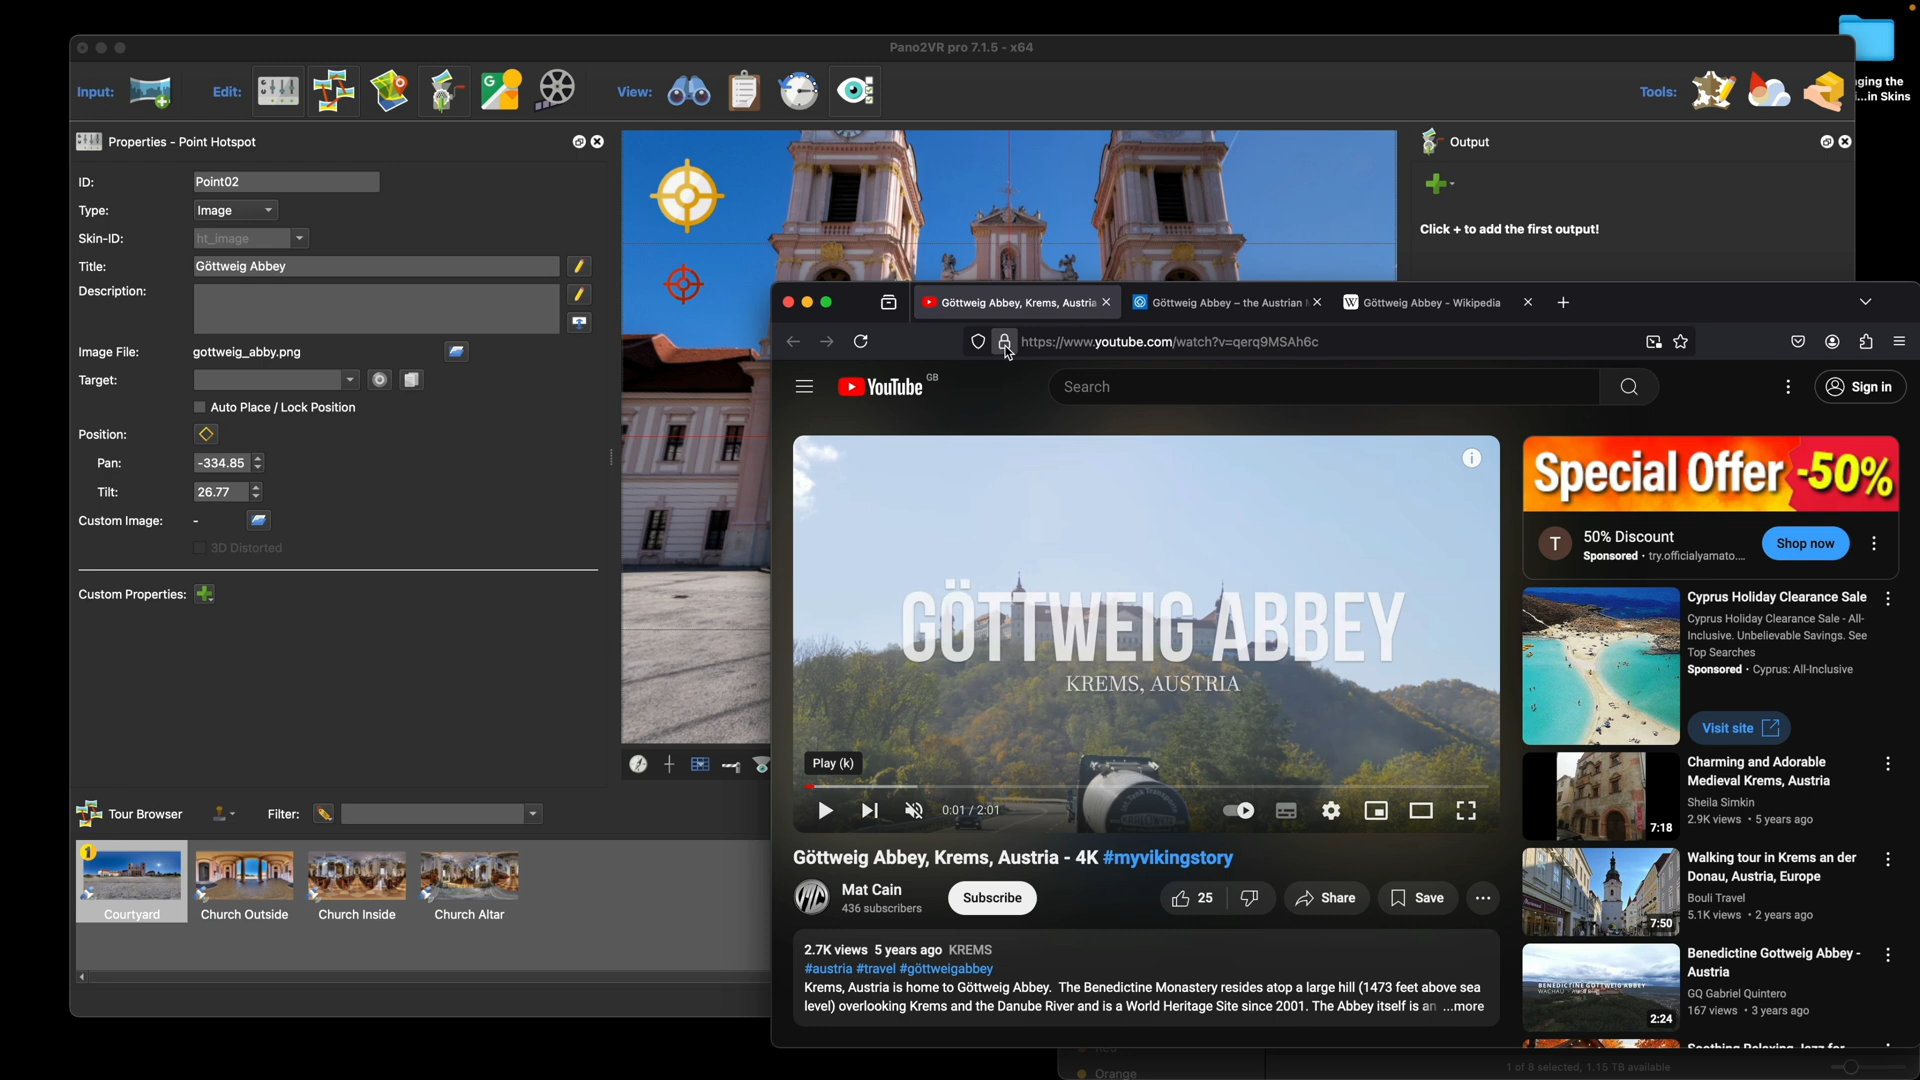 Pano2VR pro 7.1.5 - x64
Input:
Edit:
View:
Tools:
ging the
...in Skins
Properties - Point Hotspot
ID:
Point02
Type:
Image
Skin-ID:
ht_image
Title:
Göttweig Abbey
Description:
Image File:
gottweig_abby.png
Target:
Auto Place / Lock Position
Position:
Pan:
-334.85
Tilt:
26.77
Custom Image:
-
3D Distorted
Custom Properties:
Output
Click + to add the first output!
Tour Browser
Filter:
1
Courtyard
Church Outside
Church Inside
Church Altar
Göttweig Abbey, Krems, Austria
Göttweig Abbey – the Austrian
Göttweig Abbey - Wikipedia
https://www.youtube.com/watch?v=qerq9MSAh6c
YouTube GB
Search
Sign in
GÖTTWEIG ABBEY
KREMS, AUSTRIA
Play (k)
0:01 / 2:01
Göttweig Abbey, Krems, Austria - 4K #myvikingstory
Mat Cain
436 subscribers
Subscribe
25
Share
Save
2.7K views 5 years ago KREMS
#austria #travel #göttweigabbey
Krems, Austria is home to Göttweig Abbey. The Benedictine Monastery resides atop a large hill (1473 feet above sea
level) overlooking Krems and the Danube River and is a World Heritage Site since 2001. The Abbey itself is an ...more
Special Offer -50%
T
50% Discount
Sponsored · try.officialyamato....
Shop now
Cyprus Holiday Clearance Sale
Cyprus Holiday Clearance Sale - All-
Inclusive. Unbelievable Savings. See
Top Searches
Sponsored · Cyprus: All-Inclusive
Visit site
Charming and Adorable
Medieval Krems, Austria
Sheila Simkin
2.9K views · 5 years ago
7:18
Walking tour in Krems an der
Donau, Austria, Europe
Bouli Travel
5.1K views · 2 years ago
7:50
Benedictine Gottweig Abbey -
Austria
GQ Gabriel Quintero
167 views · 3 years ago
BENEDICTINE GOTTWEIG ABBEY
2:24
Orange
1 of 8 selected, 1.15 TB available